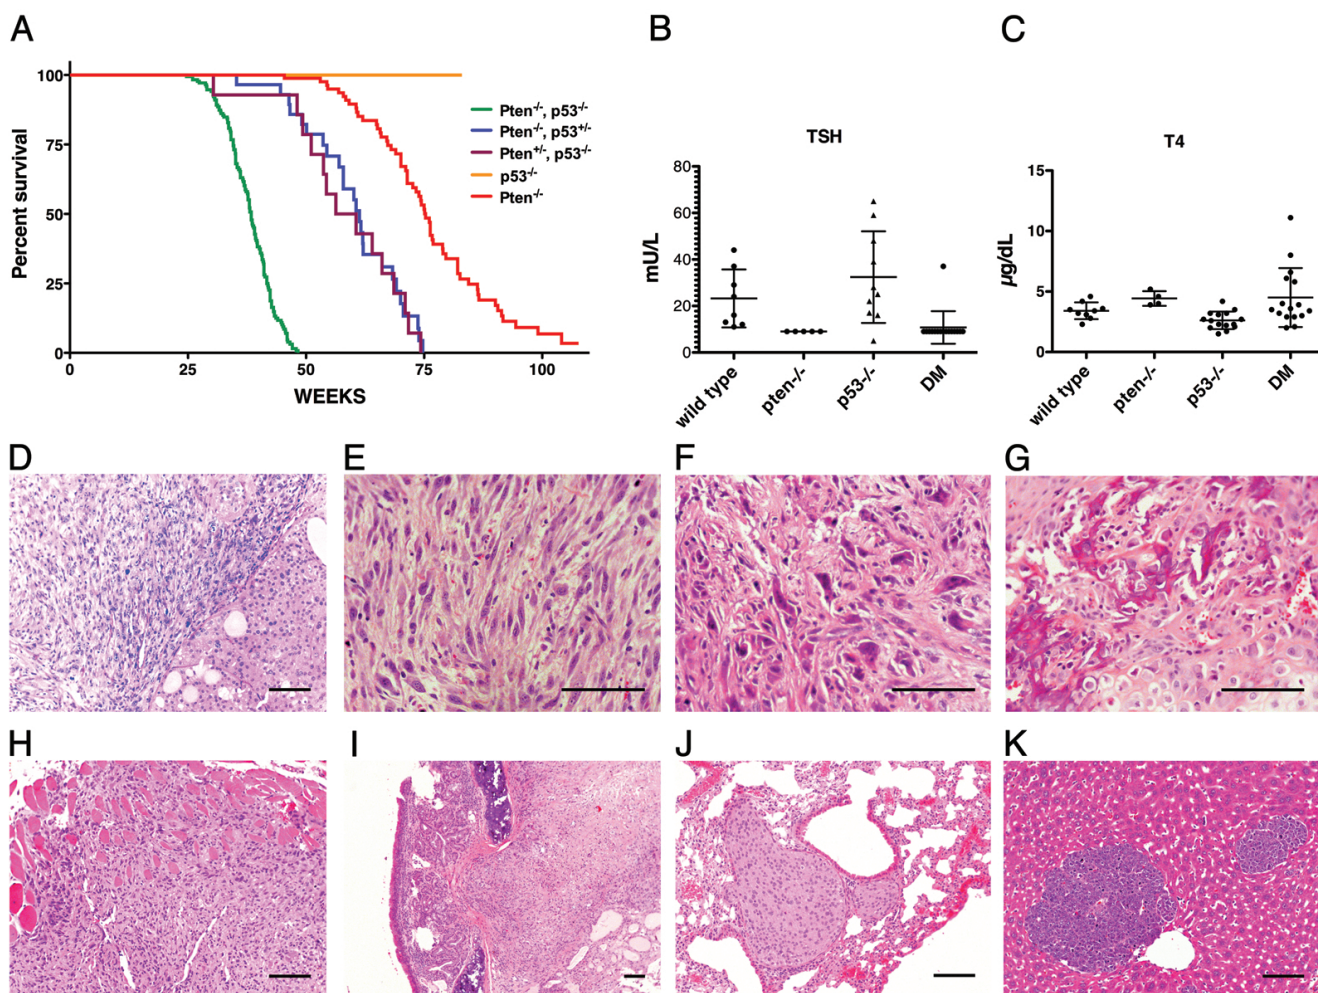 A
Percent survival
100
75
50
25
0
0 25 50 75 100
WEEKS
Pten-/-, p53-/-
Pten-/-, p53+/-
Pten+/-, p53-/-
p53-/-
Pten-/-
B
TSH
mU/L
80
60
40
20
0
wild type
pten-/-
p53-/-
DM
C
T4
µg/dL
15
10
5
0
wild type
pten-/-
p53-/-
DM
D
E
F
G
H
I
J
K